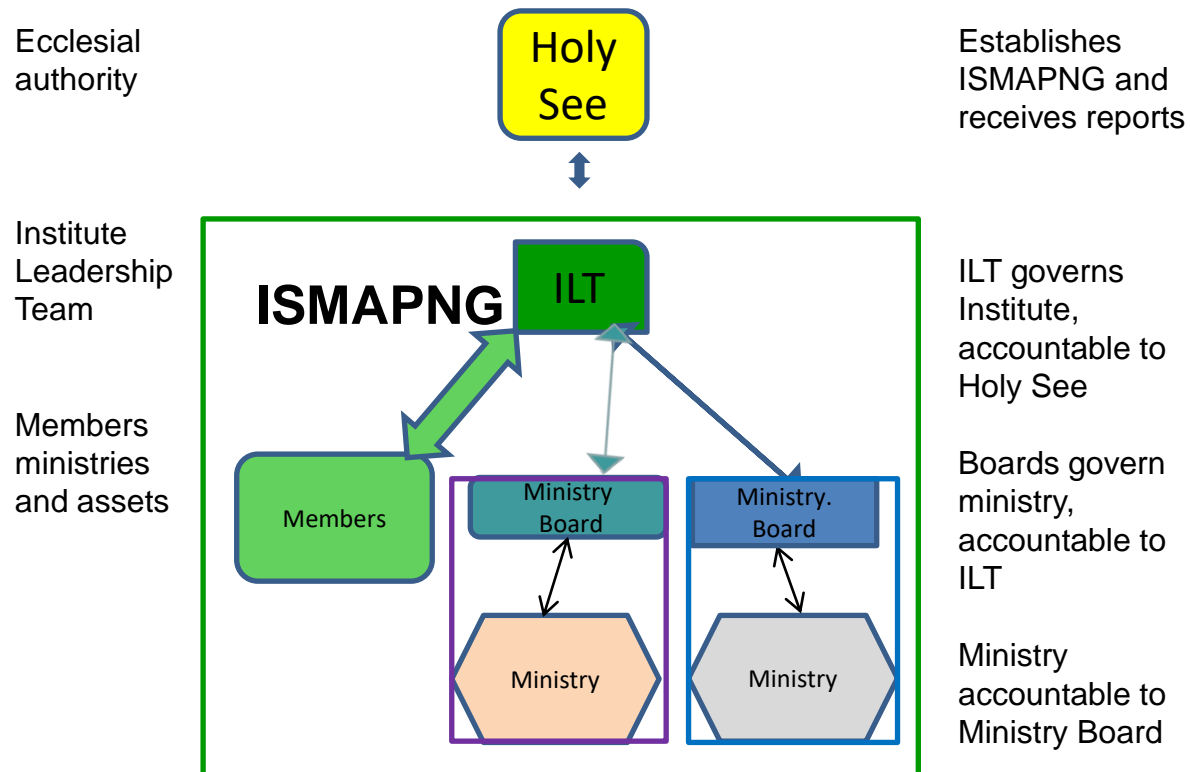 Ecclesial
authority
Holy
See
Establishes
ISMAPNG and
receives reports
Institute
Leadership
Team
ISMAPNG
ILT
ILT governs
Institute,
accountable to
Holy See
Members
ministries
and assets
Members
Ministry
Board
Ministry.
Board
Boards govern
ministry,
accountable to
ILT
Ministry
Ministry
Ministry
accountable to
Ministry Board